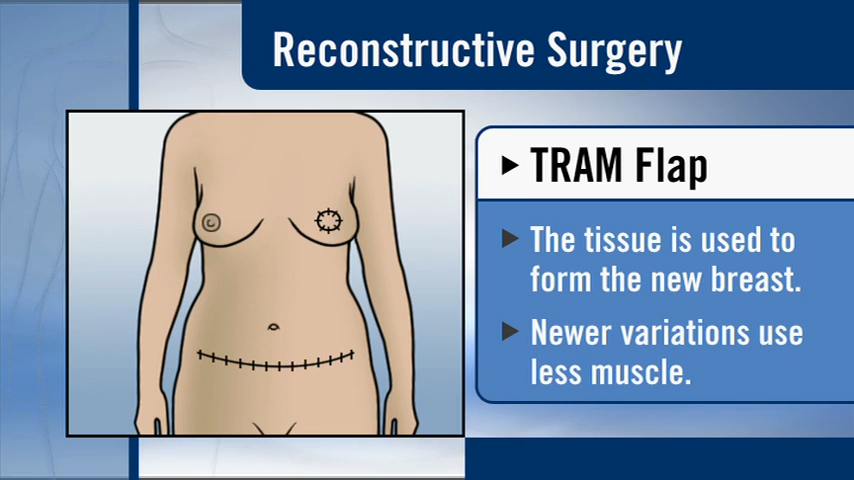 Reconstructive Surgery
TRAM Flap
The tissue is used to
form the new breast.
Newer variations use
less muscle.